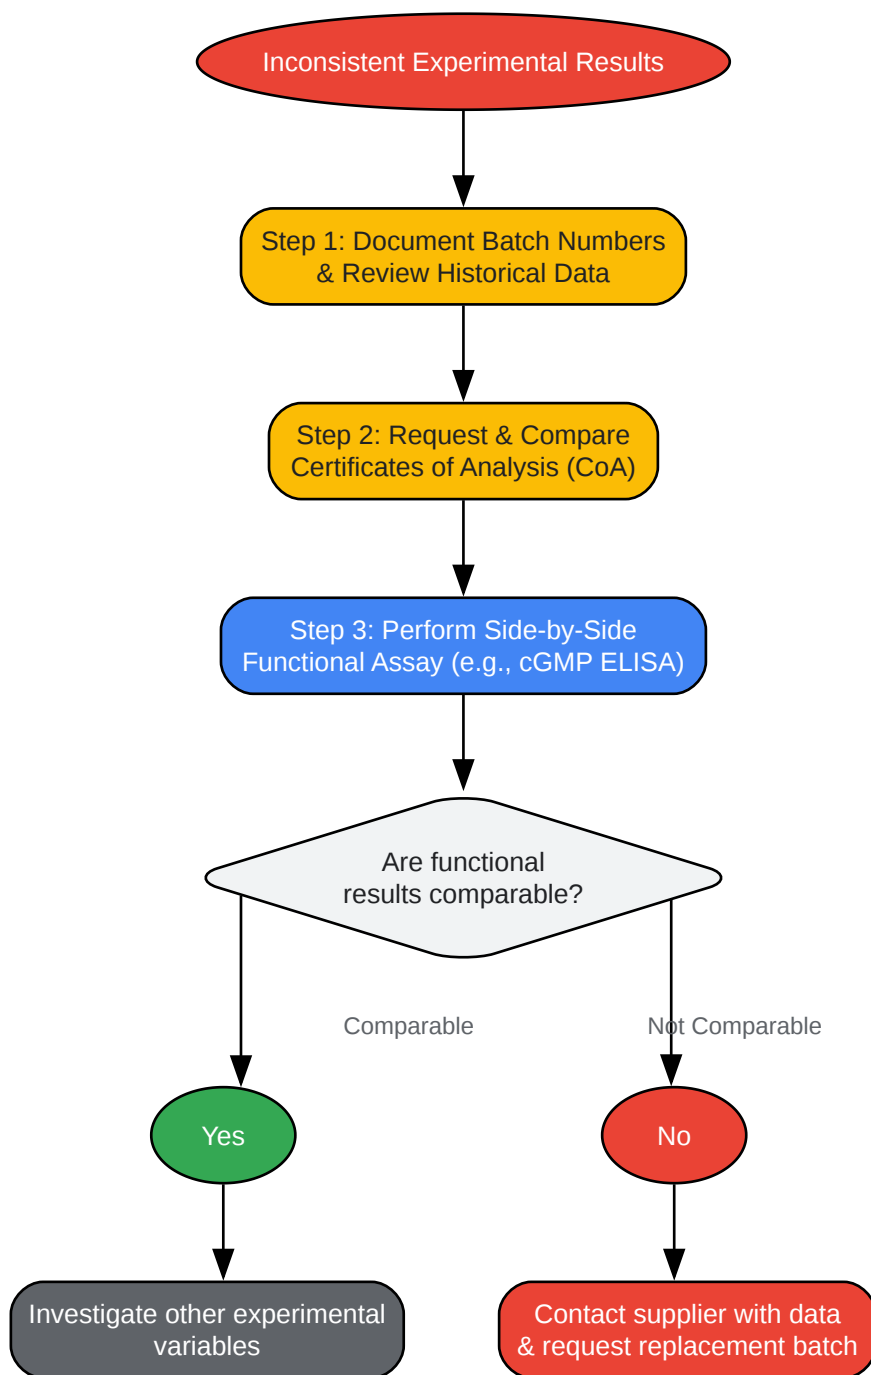 Inconsistent Experimental Results
Step 1: Document Batch Numbers
& Review Historical Data
Step 2: Request & Compare
Certificates of Analysis (CoA)
Step 3: Perform Side-by-Side
Functional Assay (e.g., cGMP ELISA)
Are functional
results comparable?
Comparable
Not Comparable
Yes
No
Investigate other experimental
variables
Contact supplier with data
& request replacement batch